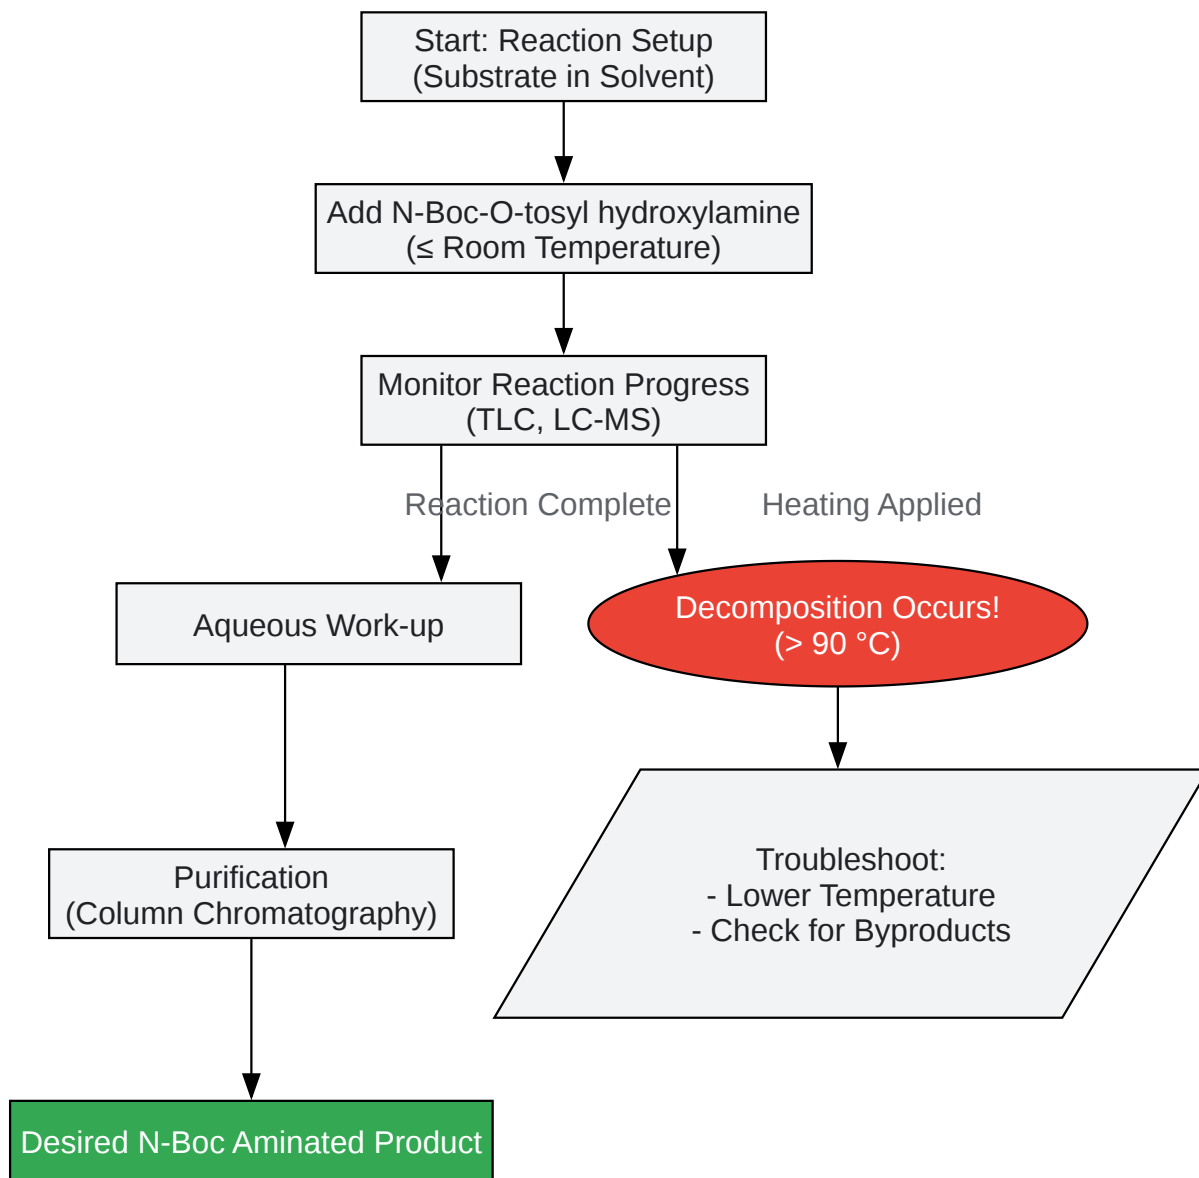 Start: Reaction Setup
(Substrate in Solvent)
Add N-Boc-O-tosyl hydroxylamine
(≤ Room Temperature)
Monitor Reaction Progress
(TLC, LC-MS)
Reaction Complete
Heating Applied
Aqueous Work-up
Decomposition Occurs!
(> 90 °C)
Purification
(Column Chromatography)
Troubleshoot:
- Lower Temperature
- Check for Byproducts
Desired N-Boc Aminated Product